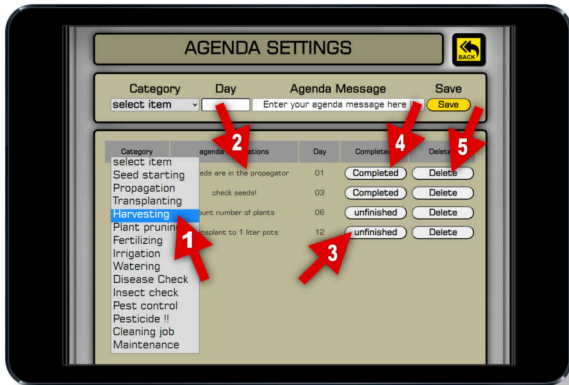 AGENDA SETTINGS
BACK
Category Day Agenda Message Save
select item Enter your agenda message here ! Save
Category agenda Day Completed Delete
select item
Seed starting
eds are in the propagator 01 Completed Delete
Propagation
Transplanting
check seeds! 03 Completed Delete
Harvesting
unt number of plants 06 unfinished Delete
Plant pruning
nsplant to 1 liter pots 12 unfinished Delete
Fertilizing
Irrigation
Watering
Disease Check
Insect check
Pest control
Pesticide !!
Cleaning job
Maintenance
1
2
3
4
5